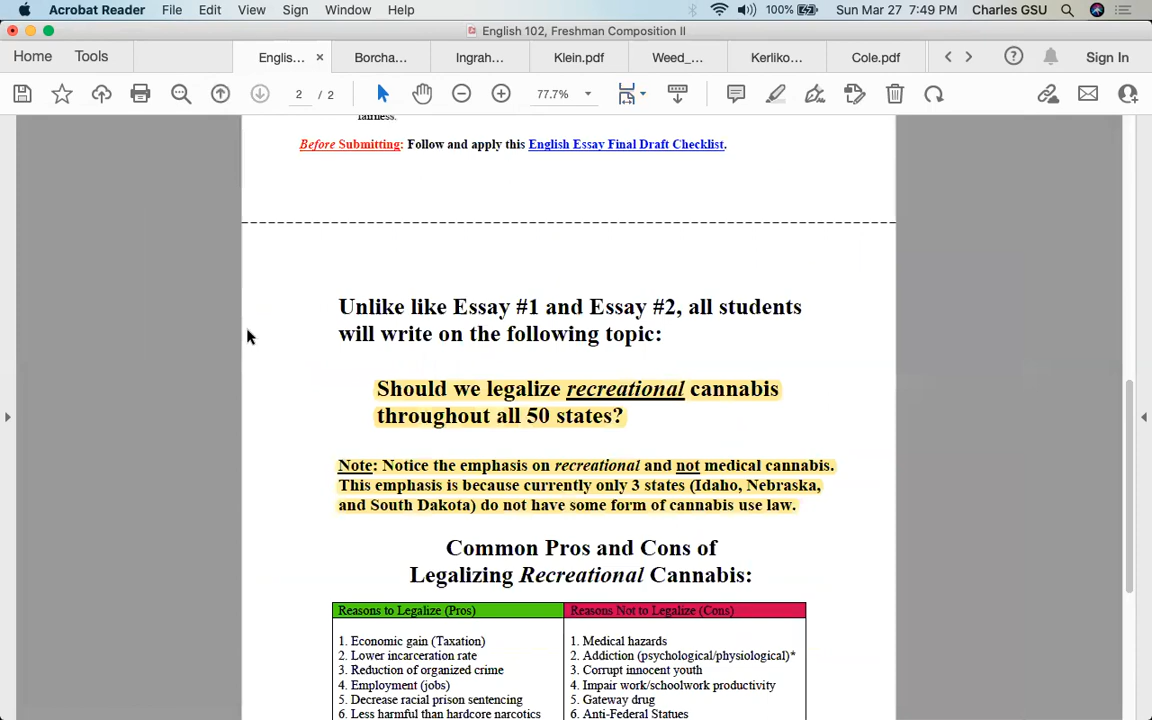 Acrobat Reader File Edit View Sign Window Help 100% Sun Mar 27 7:49 PM Charles GSU
English 102, Freshman Composition II
Home Tools Englis... × Borcha... Ingrah... Klein.pdf Weed_... Kerliko... Cole.pdf Sign In
2 / 2 77.7%
fairness.
Before Submitting: Follow and apply this English Essay Final Draft Checklist.
Unlike like Essay #1 and Essay #2, all students
will write on the following topic:
Should we legalize recreational cannabis
throughout all 50 states?
Note: Notice the emphasis on recreational and not medical cannabis.
This emphasis is because currently only 3 states (Idaho, Nebraska,
and South Dakota) do not have some form of cannabis use law.
Common Pros and Cons of
Legalizing Recreational Cannabis:
Reasons to Legalize (Pros) Reasons Not to Legalize (Cons)
1. Economic gain (Taxation) 1. Medical hazards
2. Lower incarceration rate 2. Addiction (psychological/physiological)*
3. Reduction of organized crime 3. Corrupt innocent youth
4. Employment (jobs) 4. Impair work/schoolwork productivity
5. Decrease racial prison sentencing 5. Gateway drug
6. Less harmful than hardcore narcotics 6. Anti-Federal Statues